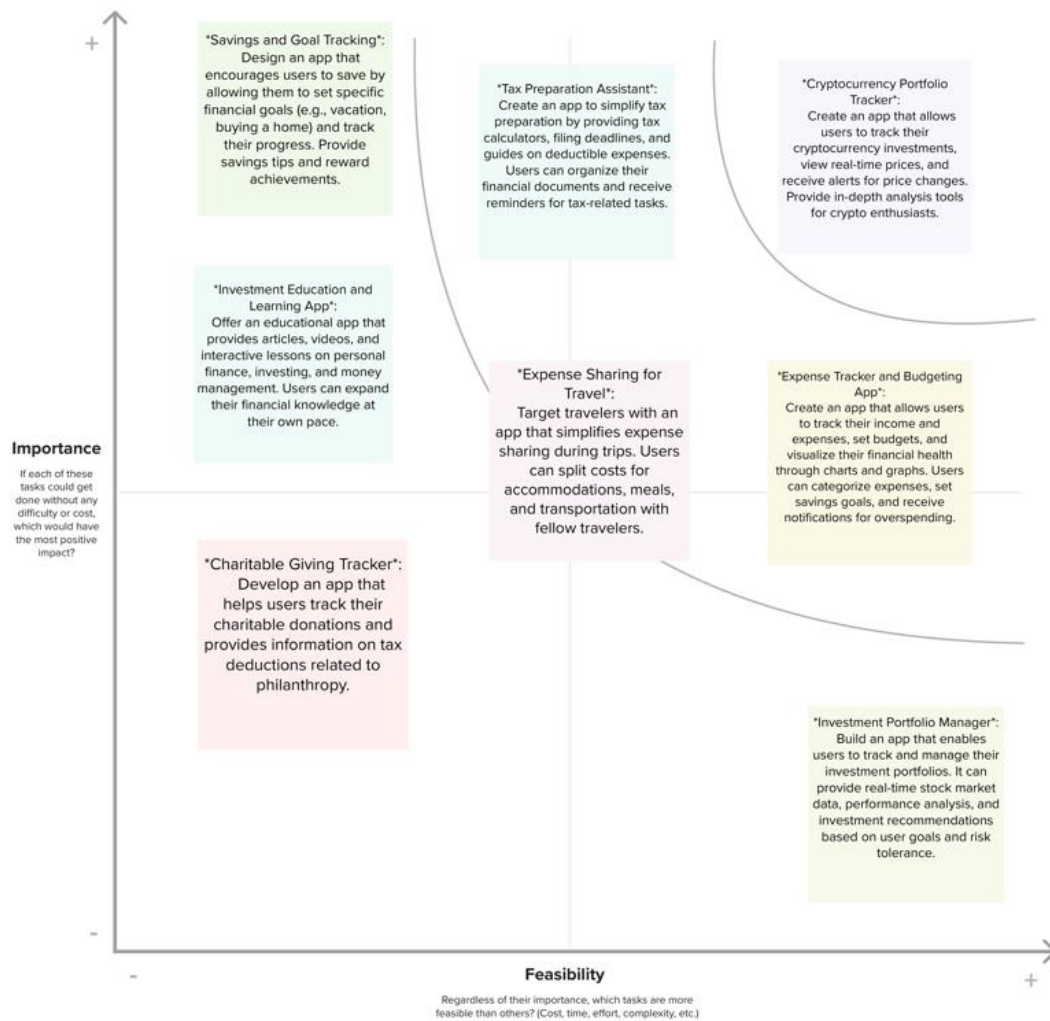 +
*Savings and Goal Tracking*:
Design an app that
encourages users to save by
allowing them to set specific
financial goals (e.g., vacation,
buying a home) and track
their progress. Provide
savings tips and reward
achievements.
*Tax Preparation Assistant*:
Create an app to simplify tax
preparation by providing tax
calculators, filing deadlines, and
guides on deductible expenses.
Users can organize their
financial documents and receive
reminders for tax-related tasks.
*Cryptocurrency Portfolio
Tracker*:
Create an app that allows
users to track their
cryptocurrency investments,
view real-time prices, and
receive alerts for price changes.
Provide in-depth analysis tools
for crypto enthusiasts.
*Investment Education and
Learning App*:
Offer an educational app that
provides articles, videos, and
interactive lessons on personal
finance, investing, and money
management. Users can expand
their financial knowledge at
their own pace.
*Expense Sharing for
Travel*:
Target travelers with an
app that simplifies expense
sharing during trips. Users
can split costs for
accommodations, meals,
and transportation with
fellow travelers.
*Expense Tracker and Budgeting
App*:
Create an app that allows users
to track their income and
expenses, set budgets, and
visualize their financial health
through charts and graphs. Users
can categorize expenses, set
savings goals, and receive
notifications for overspending.
Importance
If each of these
tasks could get
done without any
difficulty or cost,
which would have
the most positive
impact?
*Charitable Giving Tracker*:
Develop an app that
helps users track their
charitable donations and
provides information on tax
deductions related to
philanthropy.
*Investment Portfolio Manager*:
Build an app that enables
users to track and manage their
investment portfolios. It can
provide real-time stock market
data, performance analysis, and
investment recommendations
based on user goals and risk
tolerance.
-
-
Feasibility
+
Regardless of their importance, which tasks are more
feasible than others? (Cost, time, effort, complexity, etc.)